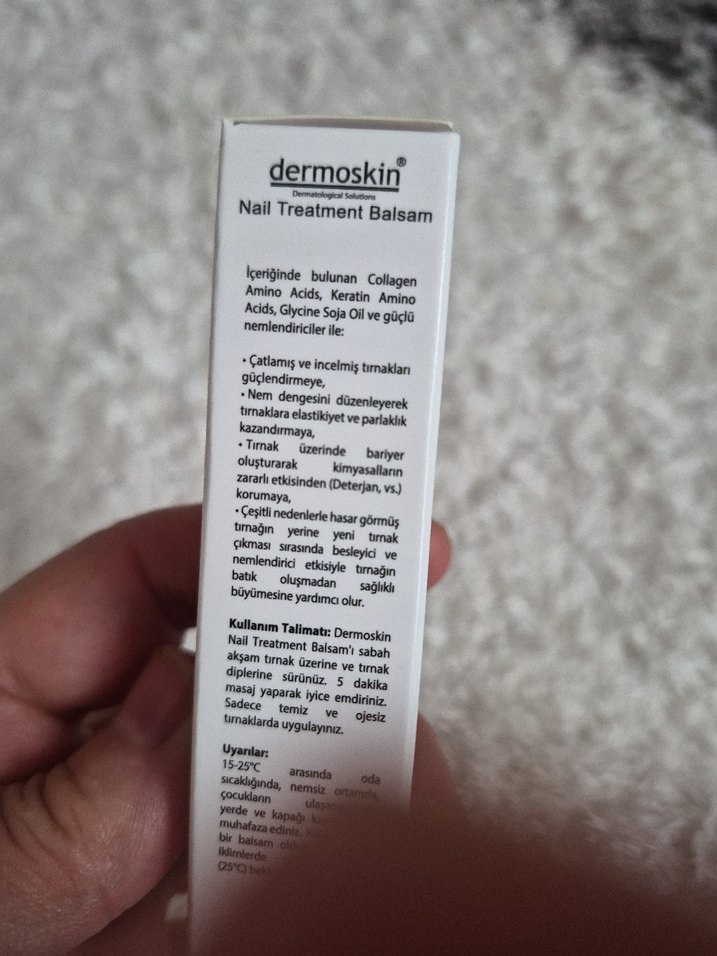 dermoskin®
Dermatological Solutions
Nail Treatment Balsam
İçeriğinde bulunan Collagen
Amino Acids, Keratin Amino
Acids, Glycine Soja Oil ve güçlü
nemlendiriciler ile:
• Çatlamış ve incelmiş tırnakları
güçlendirmeye,
• Nem dengesini düzenleyerek
tırnaklara elastikiyet ve parlaklık
kazandırmaya,
• Tırnak üzerinde bariyer
oluşturarak kimyasalların
zararlı etkisinden (Deterjan, vs.)
korumaya,
• Çeşitli nedenlerle hasar görmüş
tırnağın yerine yeni tırnak
çıkması sırasında besleyici ve
nemlendirici etkisiyle tırnağın
batık oluşmadan sağlıklı
büyümesine yardımcı olur.
Kullanım Talimatı: Dermoskin
Nail Treatment Balsam'ı sabah
akşam tırnak üzerine ve tırnak
diplerine sürünüz. 5 dakika
masaj yaparak iyice emdiriniz.
Sadece temiz ve ojesiz
tırnaklarda uygulayınız.
Uyarılar:
15-25°C arasında oda
sıcaklığında, nemsiz ortamda,
çocukların
yerde ve kapağı
muhafaza ediniz.
bir balsam
iklimlerde
(25°C)